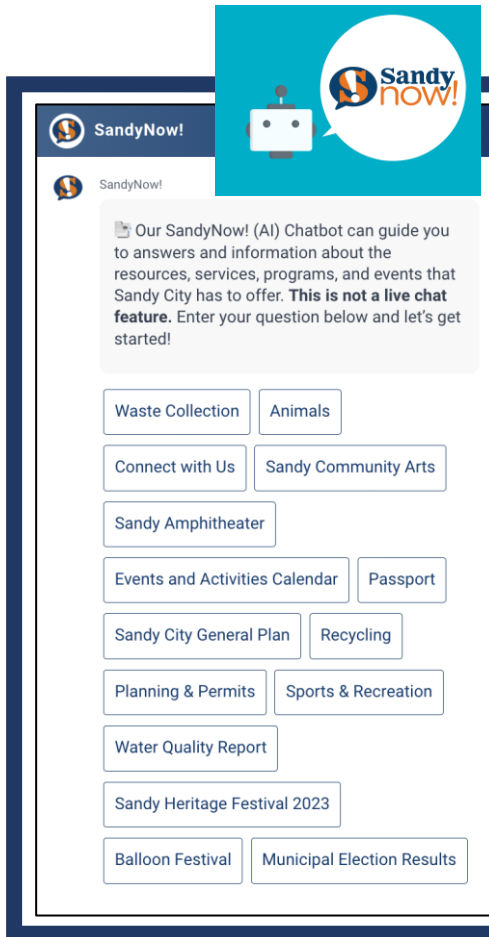 Sandy
now!
SandyNow!
SandyNow!
Our SandyNow! (AI) Chatbot can guide you
to answers and information about the
resources, services, programs, and events that
Sandy City has to offer. This is not a live chat
feature. Enter your question below and let's get
started!
Waste Collection
Animals
Connect with Us
Sandy Community Arts
Sandy Amphitheater
Events and Activities Calendar
Passport
Sandy City General Plan
Recycling
Planning & Permits
Sports & Recreation
Water Quality Report
Sandy Heritage Festival 2023
Balloon Festival
Municipal Election Results